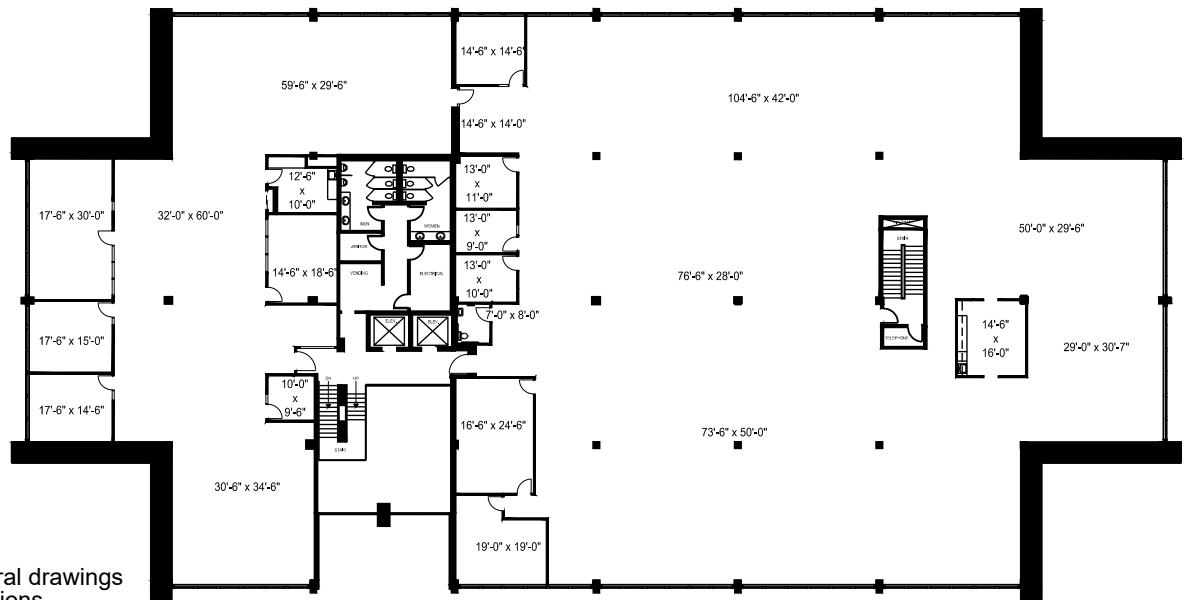 14'-6" x 14'-6"
59'-6" x 29'-6"
104'-6" x 42'-0"
14'-6" x 14'-0"
12'-6"
x
10'-0"
13'-0"
x
11'-0"
17'-6" x 30'-0"
32'-0" x 60'-0"
MEN
WOMEN
13'-0"
x
9'-0"
50'-0" x 29'-6"
STAIR
JANITOR
14'-6" x 18'-6"
VENDING
ELECTRICAL
13'-0"
x
10'-0"
76'-6" x 28'-0"
7'-0" x 8'-0"
ELEV.
ELEV.
14'-6"
x
16'-0"
TELEPHONE
17'-6" x 15'-0"
29'-0" x 30'-7"
DN
UP
10'-0"
x
9'-6"
17'-6" x 14'-6"
16'-6" x 24'-6"
73'-6" x 50'-0"
STAIR
30'-6" x 34'-6"
19'-0" x 19'-0"
ral drawings
ions